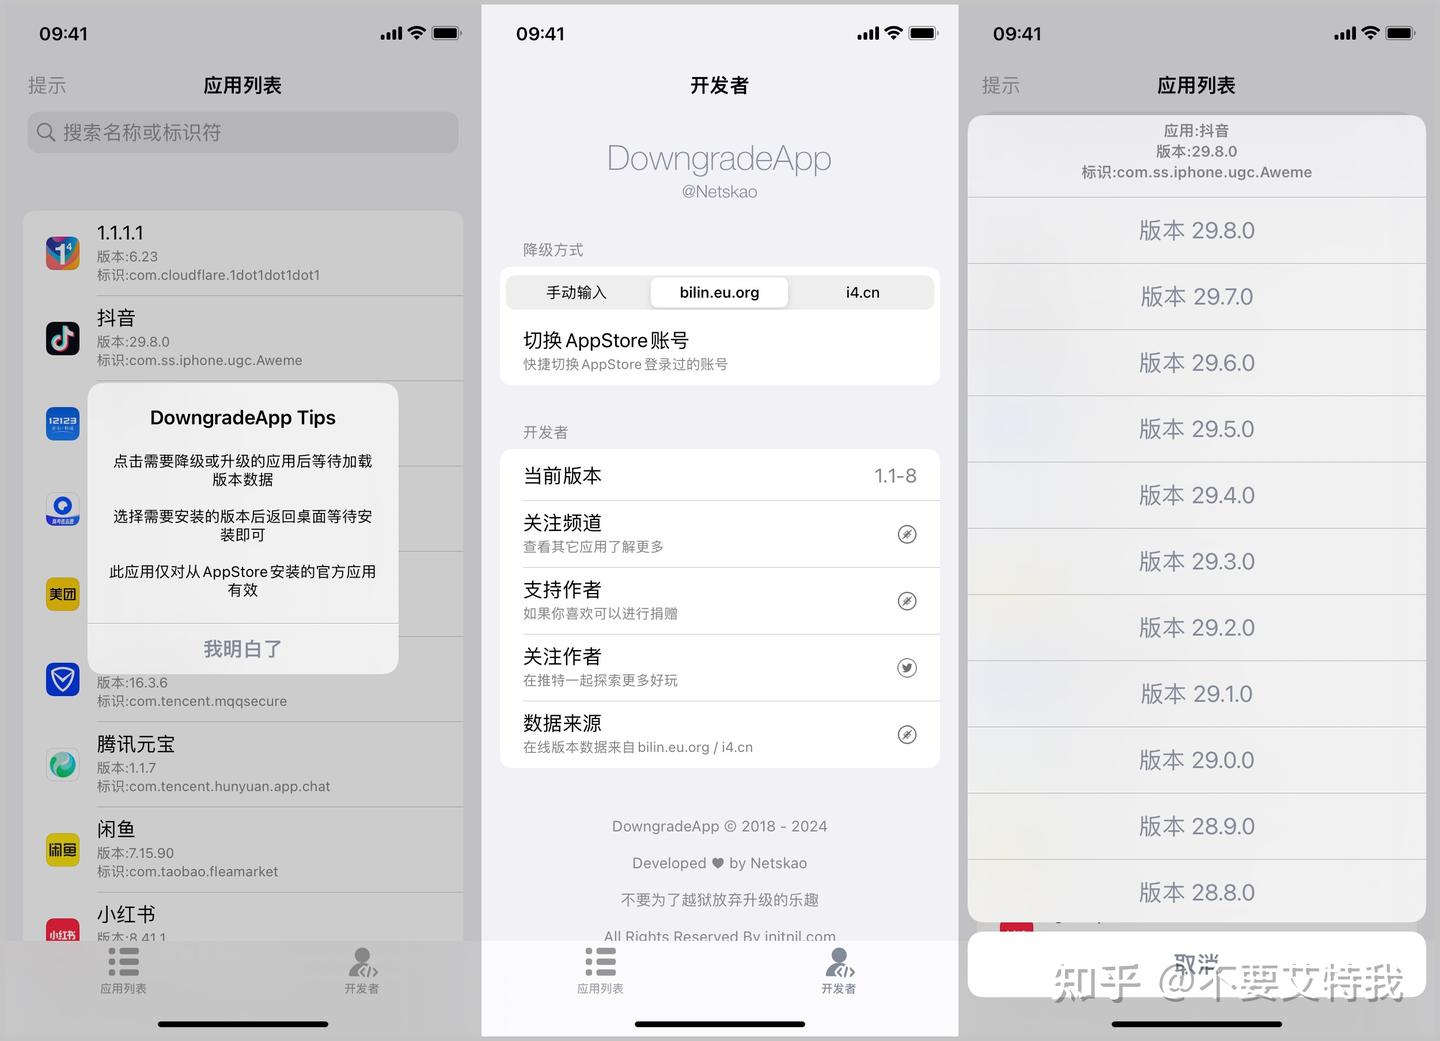 09:41
提示
应用列表
搜索名称或标识符
1.1.1.1
版本:6.23
标识:com.cloudflare.1dot1dot1dot1
抖音
版本:29.8.0
标识:com.ss.iphone.ugc.Aweme
12123
DowngradeApp Tips
点击需要降级或升级的应用后等待加载
版本数据
选择需要安装的版本后返回桌面等待安
装即可
此应用仅对从AppStore安装的官方应用
有效
我明白了
美团
版本:16.3.6
标识:com.tencent.mqqsecure
腾讯元宝
版本:1.1.7
标识:com.tencent.hunyuan.app.chat
闲鱼
闲鱼
版本:7.15.90
标识:com.taobao.fleamarket
小红书
小红书
版本:8.41.1
应用列表
开发者
09:41
开发者
DowngradeApp
@Netskao
降级方式
手动输入
bilin.eu.org
i4.cn
切换AppStore账号
快捷切换AppStore登录过的账号
开发者
当前版本
1.1-8
关注频道
查看其它应用了解更多
支持作者
如果你喜欢可以进行捐赠
关注作者
在推特一起探索更多好玩
数据来源
在线版本数据来自bilin.eu.org / i4.cn
DowngradeApp © 2018 - 2024
Developed ♥ by Netskao
不要为了越狱放弃升级的乐趣
All Rights Reserved By initnil.com
应用列表
开发者
09:41
提示
应用列表
应用:抖音
版本:29.8.0
标识:com.ss.iphone.ugc.Aweme
版本 29.8.0
版本 29.7.0
版本 29.6.0
版本 29.5.0
版本 29.4.0
版本 29.3.0
版本 29.2.0
版本 29.1.0
版本 29.0.0
版本 28.9.0
版本 28.8.0
取消
知乎 @不要艾特我